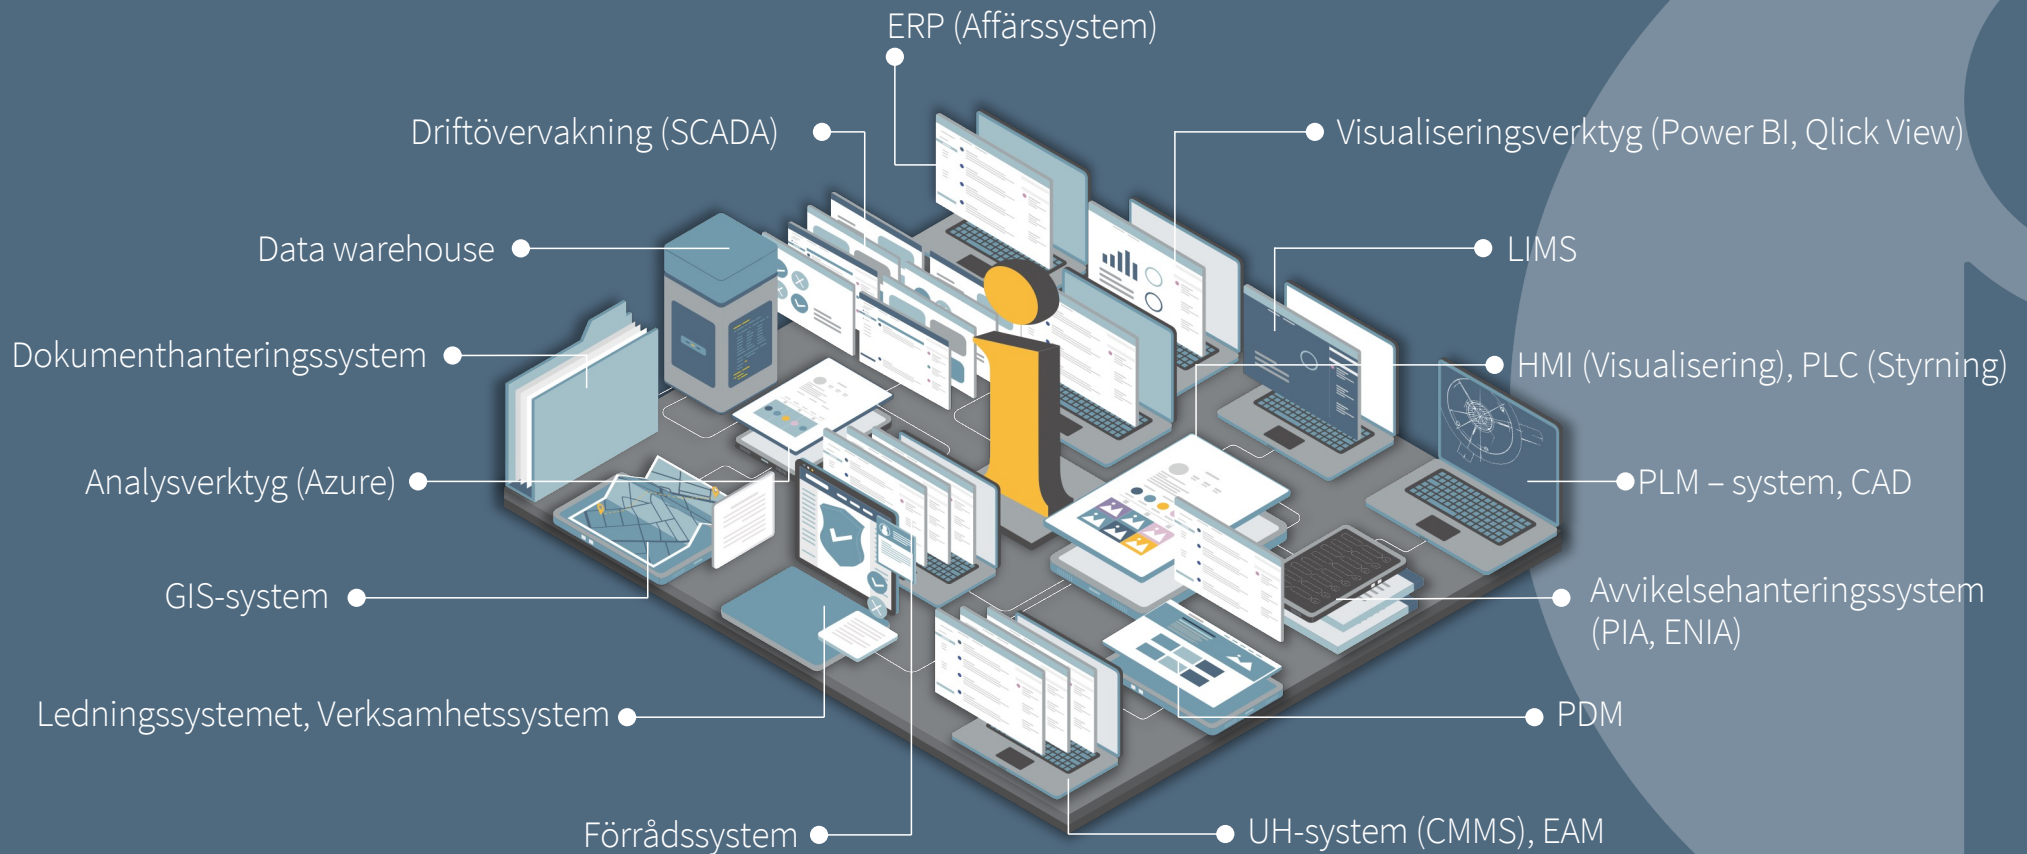 ERP (Affärssystem)
Driftövervakning (SCADA)
Visualiseringsverktyg (Power BI, Qlick View)
Data warehouse
LIMS
Dokumenthanteringssystem
HMI (Visualisering), PLC (Styrning)
Analysverktyg (Azure)
PLM – system, CAD
GIS-system
Avvikelsehanteringssystem
(PIA, ENIA)
Ledningssystemet, Verksamhetssystem
PDM
Förrådssystem
UH-system (CMMS), EAM